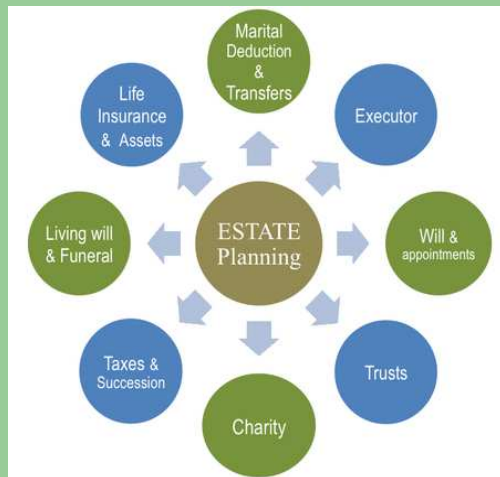 Marital
Deduction
&
Transfers
Executor
Will &
appointments
Trusts
Charity
Taxes &
Succession
Living will
& Funeral
Life
Insurance
& Assets
ESTATE
Planning